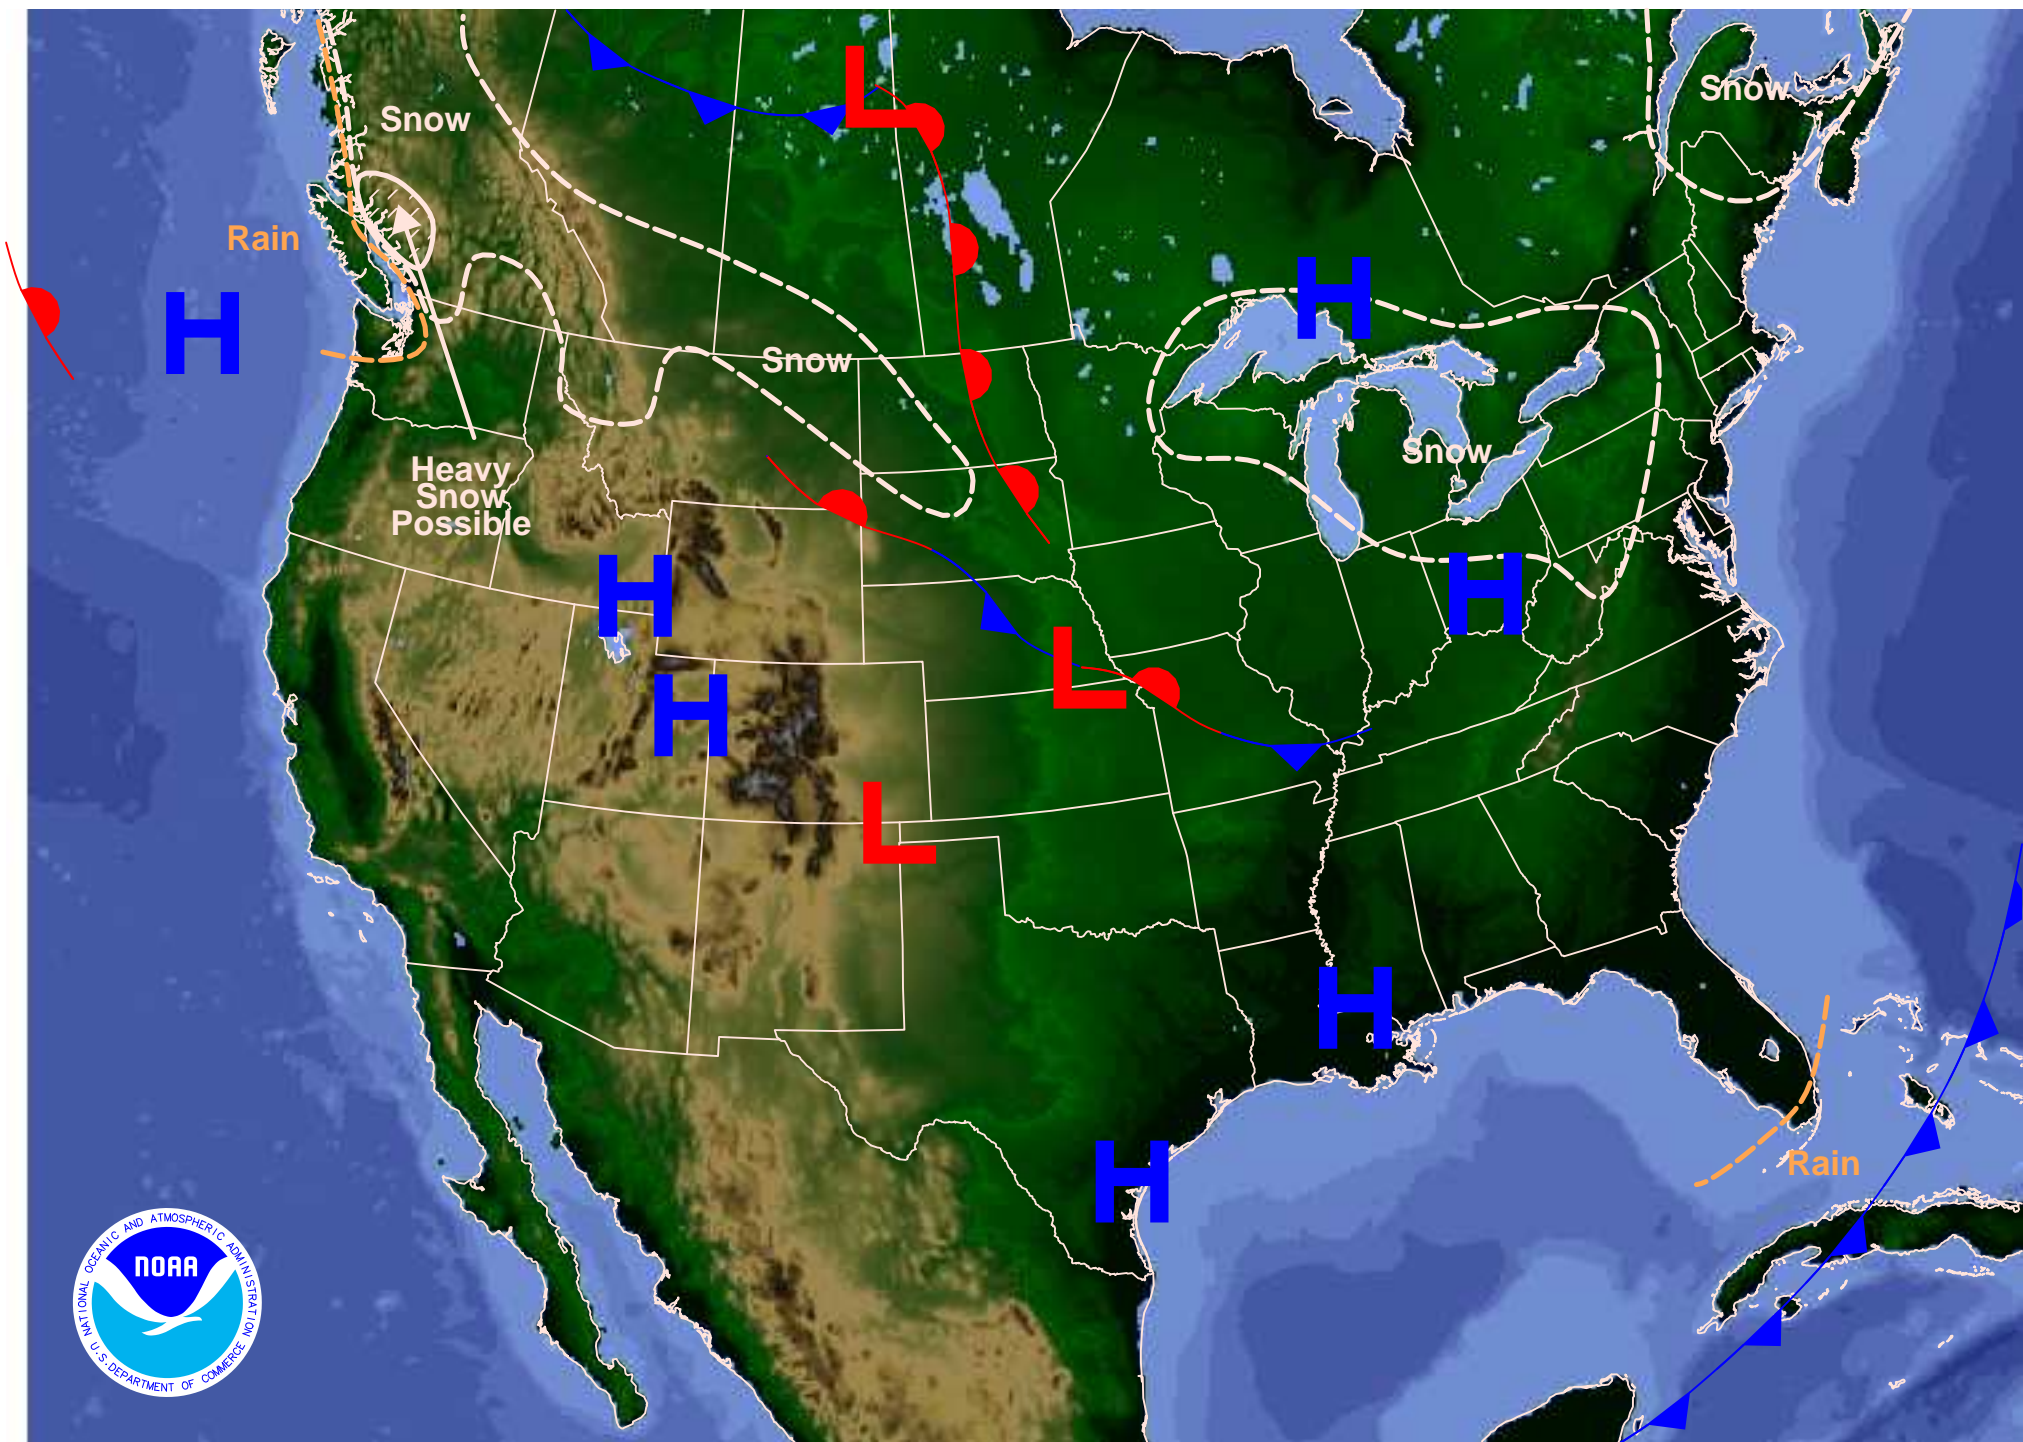 Snow
Snow
L
Rain
H
H
Snow
Snow
Heavy
Snow
Possible
H
H
L
H
L
H
H
Rain
NATIONAL OCEANIC AND ATMOSPHERIC ADMINISTRATION
NOAA
U.S. DEPARTMENT OF COMMERCE